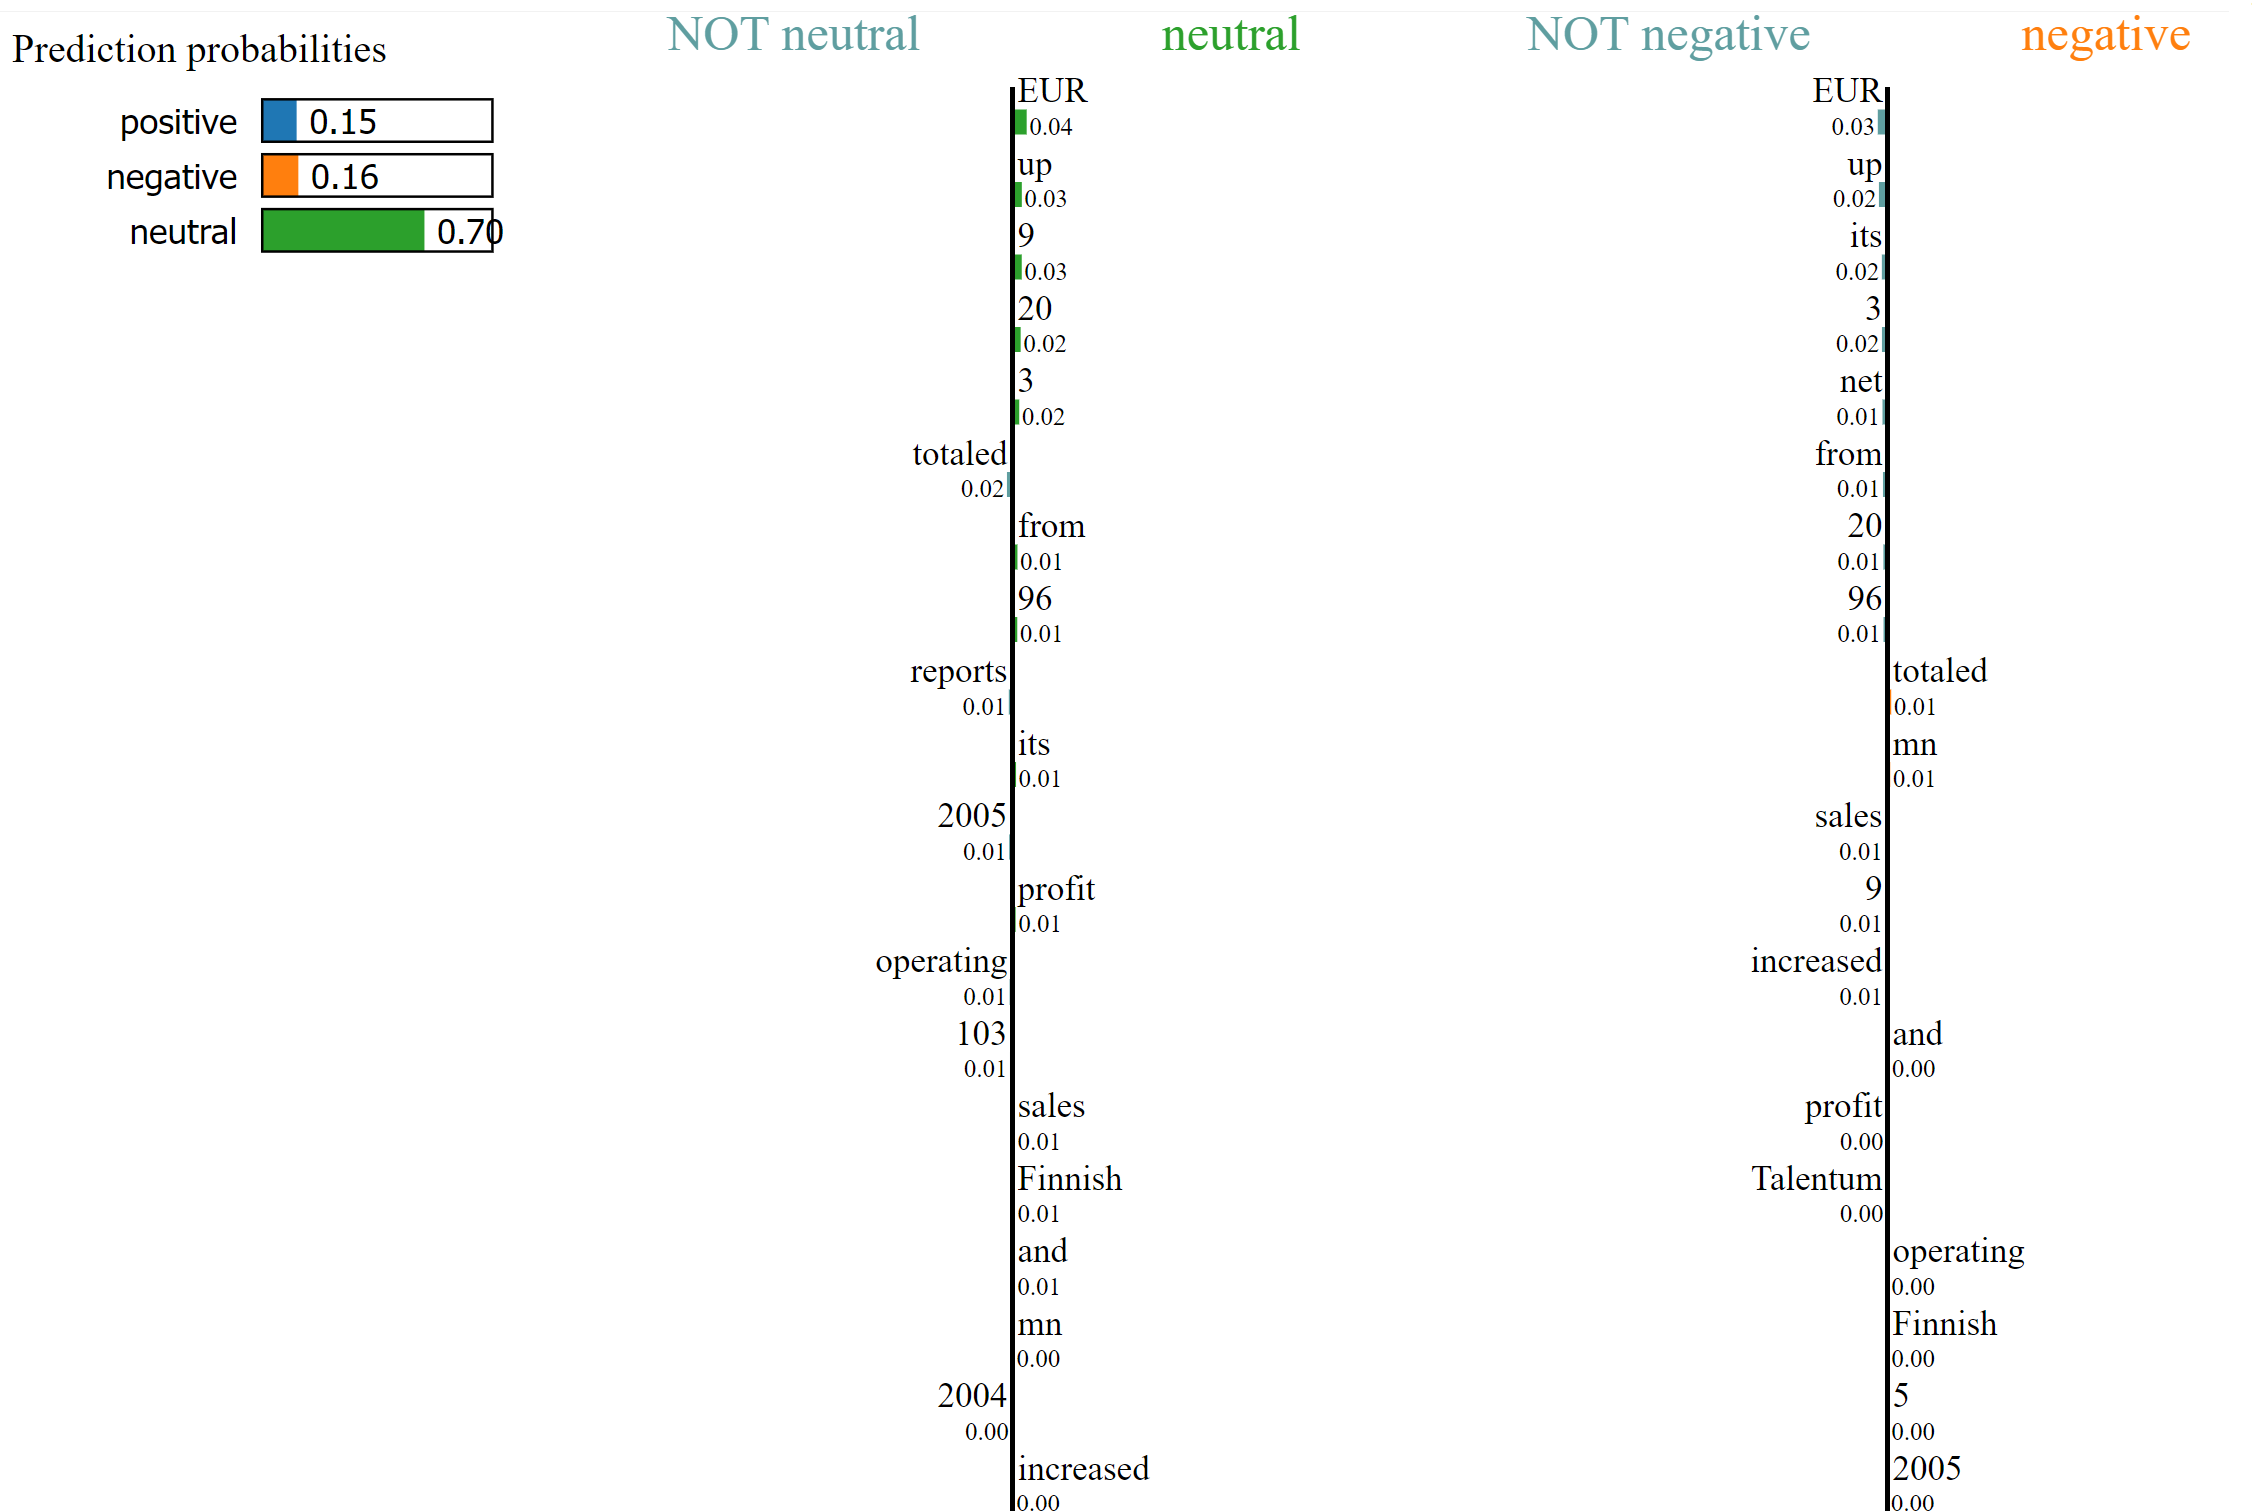 Prediction probabilities
positive 0.15
negative 0.16
neutral 0.70
NOT neutral neutral
EUR
0.04
up
0.03
9
0.03
20
0.02
3
0.02
totaled
0.02
from
0.01
96
0.01
reports
0.01
its
0.01
2005
0.01
profit
0.01
operating
0.01
103
0.01
sales
0.01
Finnish
0.01
and
0.01
mn
0.00
2004
0.00
increased
0.00
NOT negative negative
EUR
0.03
up
0.02
its
0.02
3
0.02
net
0.01
from
0.01
20
0.01
96
0.01
totaled
0.01
mn
0.01
sales
0.01
9
0.01
increased
0.01
and
0.00
profit
0.00
Talentum
0.00
operating
0.00
Finnish
0.00
5
0.00
2005
0.00